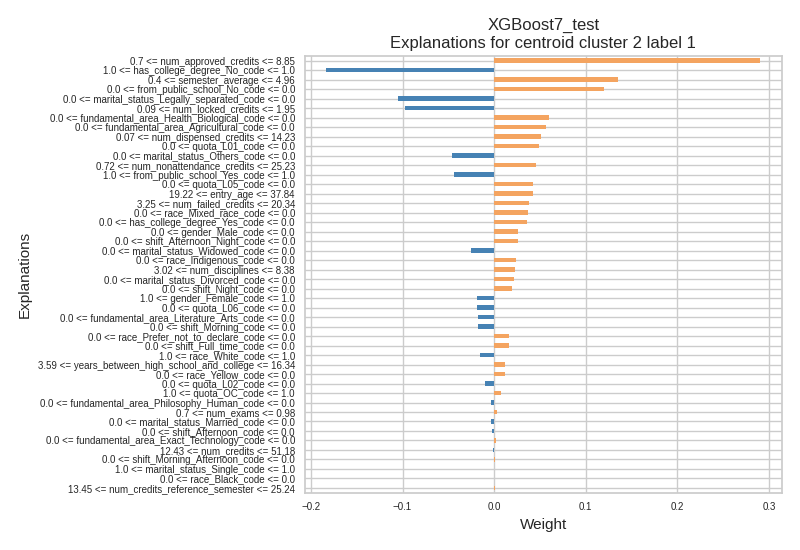 XGBoost7_test
Explanations for centroid cluster 2 label 1
0.7 <= num_approved_credits <= 8.85
1.0 <= has_college_degree_No_code <= 1.0
0.4 <= semester_average <= 4.96
0.0 <= from_public_school_No_code <= 0.0
0.0 <= marital_status_Legally_separated_code <= 0.0
0.09 <= num_locked_credits <= 1.95
0.0 <= fundamental_area_Health_Biological_code <= 0.0
0.0 <= fundamental_area_Agricultural_code <= 0.0
0.07 <= num_dispensed_credits <= 14.23
0.0 <= quota_L01_code <= 0.0
0.0 <= marital_status_Others_code <= 0.0
0.72 <= num_nonattendance_credits <= 25.23
1.0 <= from_public_school_Yes_code <= 1.0
0.0 <= quota_L05_code <= 0.0
19.22 <= entry_age <= 37.84
3.25 <= num_failed_credits <= 20.34
0.0 <= race_Mixed_race_code <= 0.0
0.0 <= has_college_degree_Yes_code <= 0.0
0.0 <= gender_Male_code <= 0.0
0.0 <= shift_Afternoon_Night_code <= 0.0
0.0 <= marital_status_Widowed_code <= 0.0
0.0 <= race_Indigenous_code <= 0.0
3.02 <= num_disciplines <= 8.38
0.0 <= marital_status_Divorced_code <= 0.0
0.0 <= shift_Night_code <= 0.0
1.0 <= gender_Female_code <= 1.0
0.0 <= quota_L06_code <= 0.0
0.0 <= fundamental_area_Literature_Arts_code <= 0.0
0.0 <= shift_Morning_code <= 0.0
0.0 <= race_Prefer_not_to_declare_code <= 0.0
0.0 <= shift_Full_time_code <= 0.0
1.0 <= race_White_code <= 1.0
3.59 <= years_between_high_school_and_college <= 16.34
0.0 <= race_Yellow_code <= 0.0
0.0 <= quota_L02_code <= 0.0
1.0 <= quota_OC_code <= 1.0
0.0 <= fundamental_area_Philosophy_Human_code <= 0.0
0.7 <= num_exams <= 0.98
0.0 <= marital_status_Married_code <= 0.0
0.0 <= shift_Afternoon_code <= 0.0
0.0 <= fundamental_area_Exact_Technology_code <= 0.0
12.43 <= num_credits <= 51.18
0.0 <= shift_Morning_Afternoon_code <= 0.0
1.0 <= marital_status_Single_code <= 1.0
0.0 <= race_Black_code <= 0.0
13.45 <= num_credits_reference_semester <= 25.24
Explanations
−0.2 −0.1 0.0 0.1 0.2 0.3
Weight